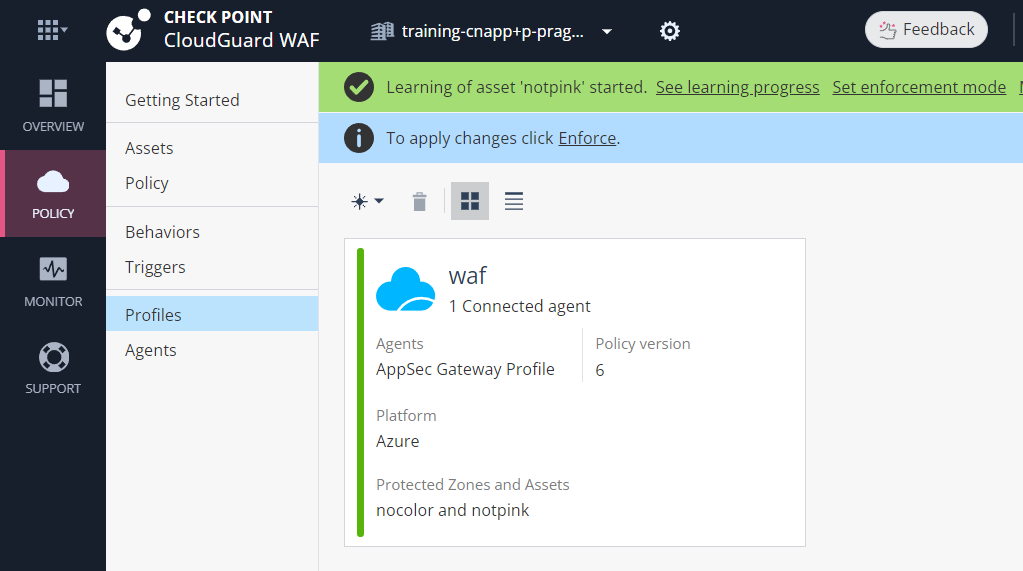 CHECK POINT
CloudGuard WAF
training-cnapp+p-prag...
Feedback
OVERVIEW
POLICY
MONITOR
SUPPORT
Getting Started
Assets
Policy
Behaviors
Triggers
Profiles
Agents
Learning of asset 'notpink' started. See learning progress Set enforcement mode
To apply changes click Enforce.
waf
1 Connected agent
Agents
AppSec Gateway Profile
Policy version
6
Platform
Azure
Protected Zones and Assets
nocolor and notpink